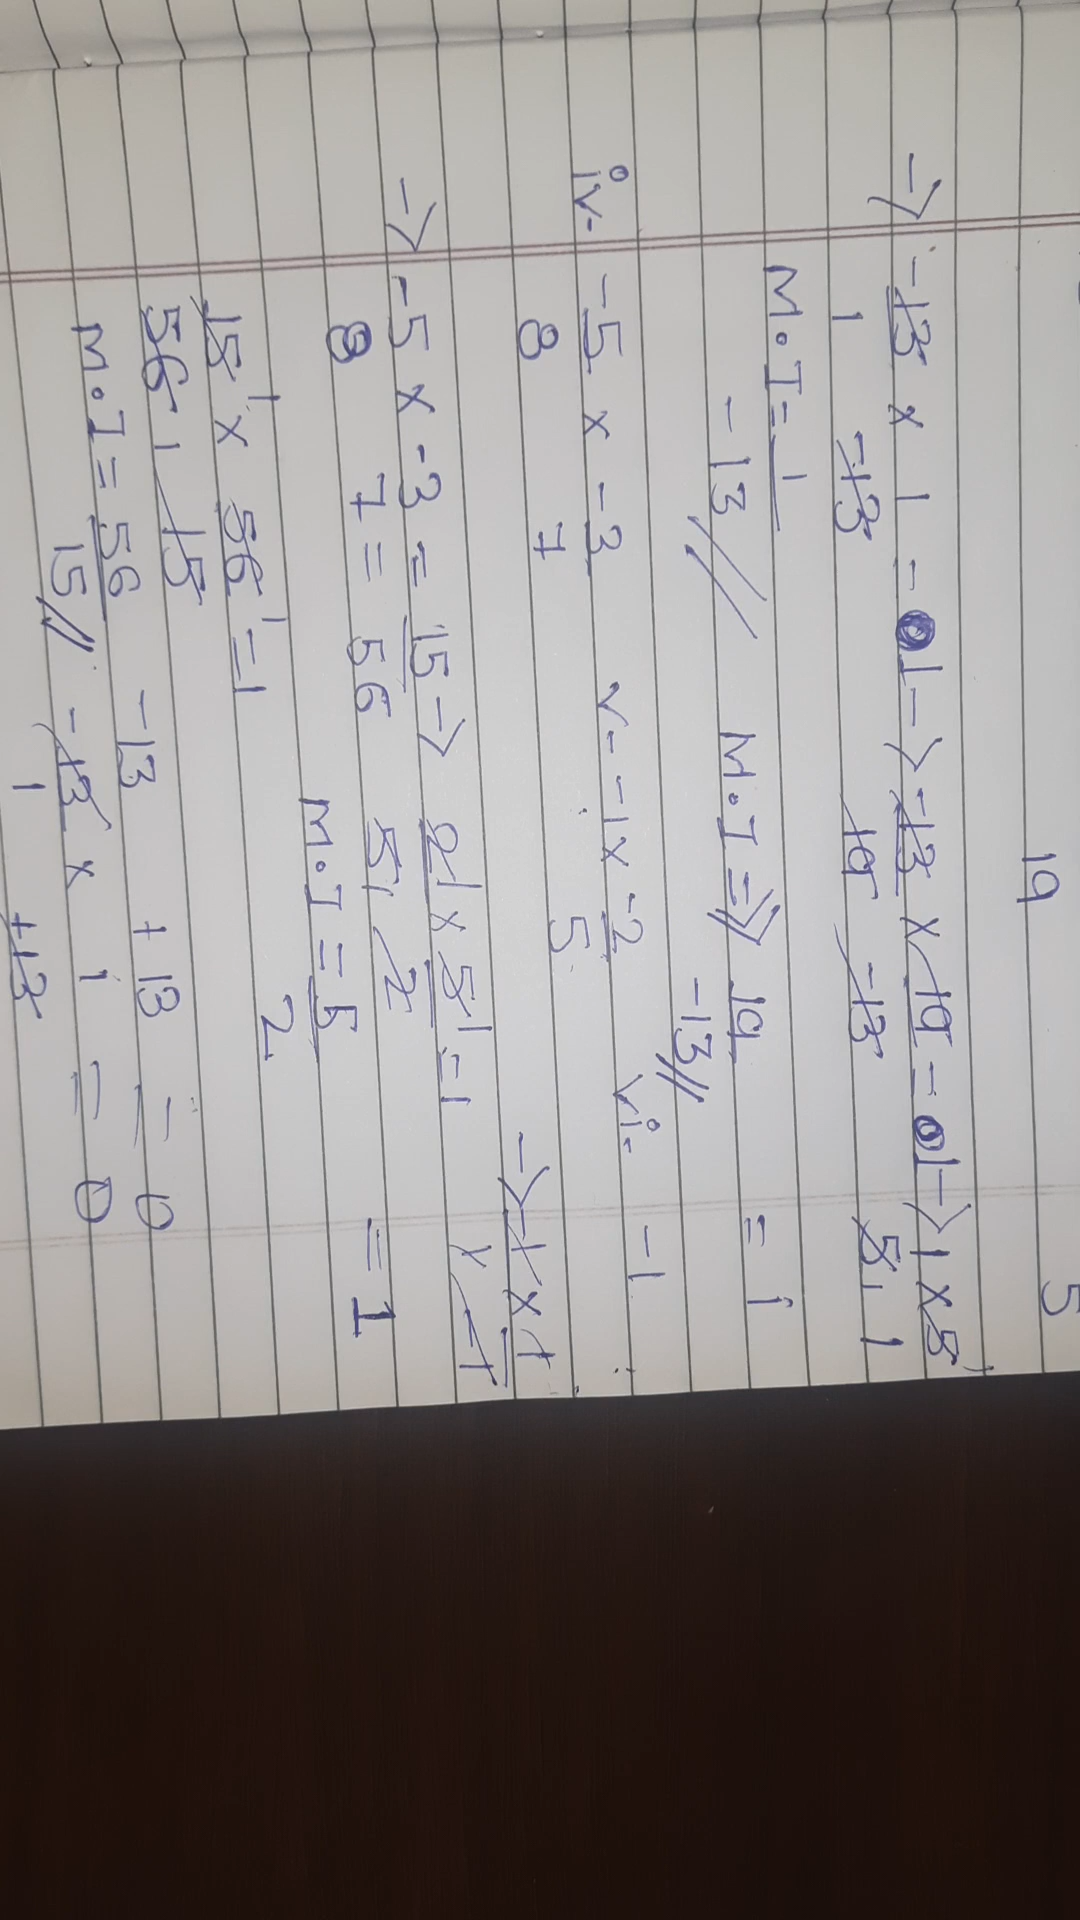 19 5
-> -13 x 1 = 1 -> -13 x 19 = 1 -> 1 x 5
1 -13 19 -13 5 1
M.I = 1 M.I => 19 = 1
-13 // -13 //
iv. -5 x -3 v. -1 x -2 vi. -1
8 7 5
-> -5 x -3 = 15 -> 2 x 5 = 1 -> -1 x 1
8 7 = 56 5 2 1 -1
M.I = 5 = 1
2
15 x 56 = 1
56 15
M.I = 56 -13 + 13 = 0
15 // -13 x 1 = 0
1 +13